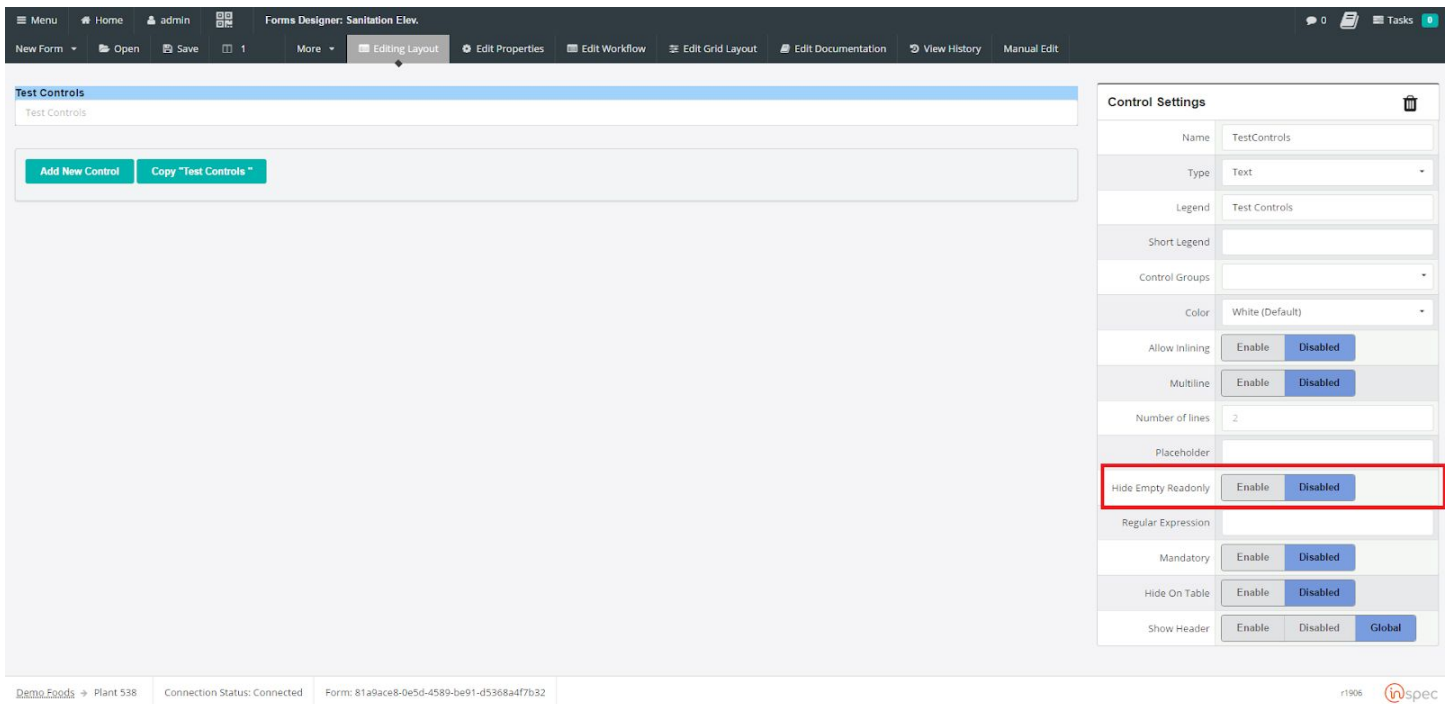 Menu Home admin Forms Designer: Sanitation Elev. 0 Tasks 0
New Form Open Save 1 More Editing Layout Edit Properties Edit Workflow Edit Grid Layout Edit Documentation View History Manual Edit
Test Controls
Test Controls
Add New Control Copy "Test Controls "
Control Settings
Name TestControls
Type Text
Legend Test Controls
Short Legend
Control Groups
Color White (Default)
Allow Inlining Enable Disabled
Multiline Enable Disabled
Number of lines 2
Placeholder
Hide Empty Readonly Enable Disabled
Regular Expression
Mandatory Enable Disabled
Hide On Table Enable Disabled
Show Header Enable Disabled Global
Demo Foods → Plant 538 Connection Status: Connected Form: 81a9ace8-0e5d-4589-be91-d5368a4f7b32 r1906 inspec